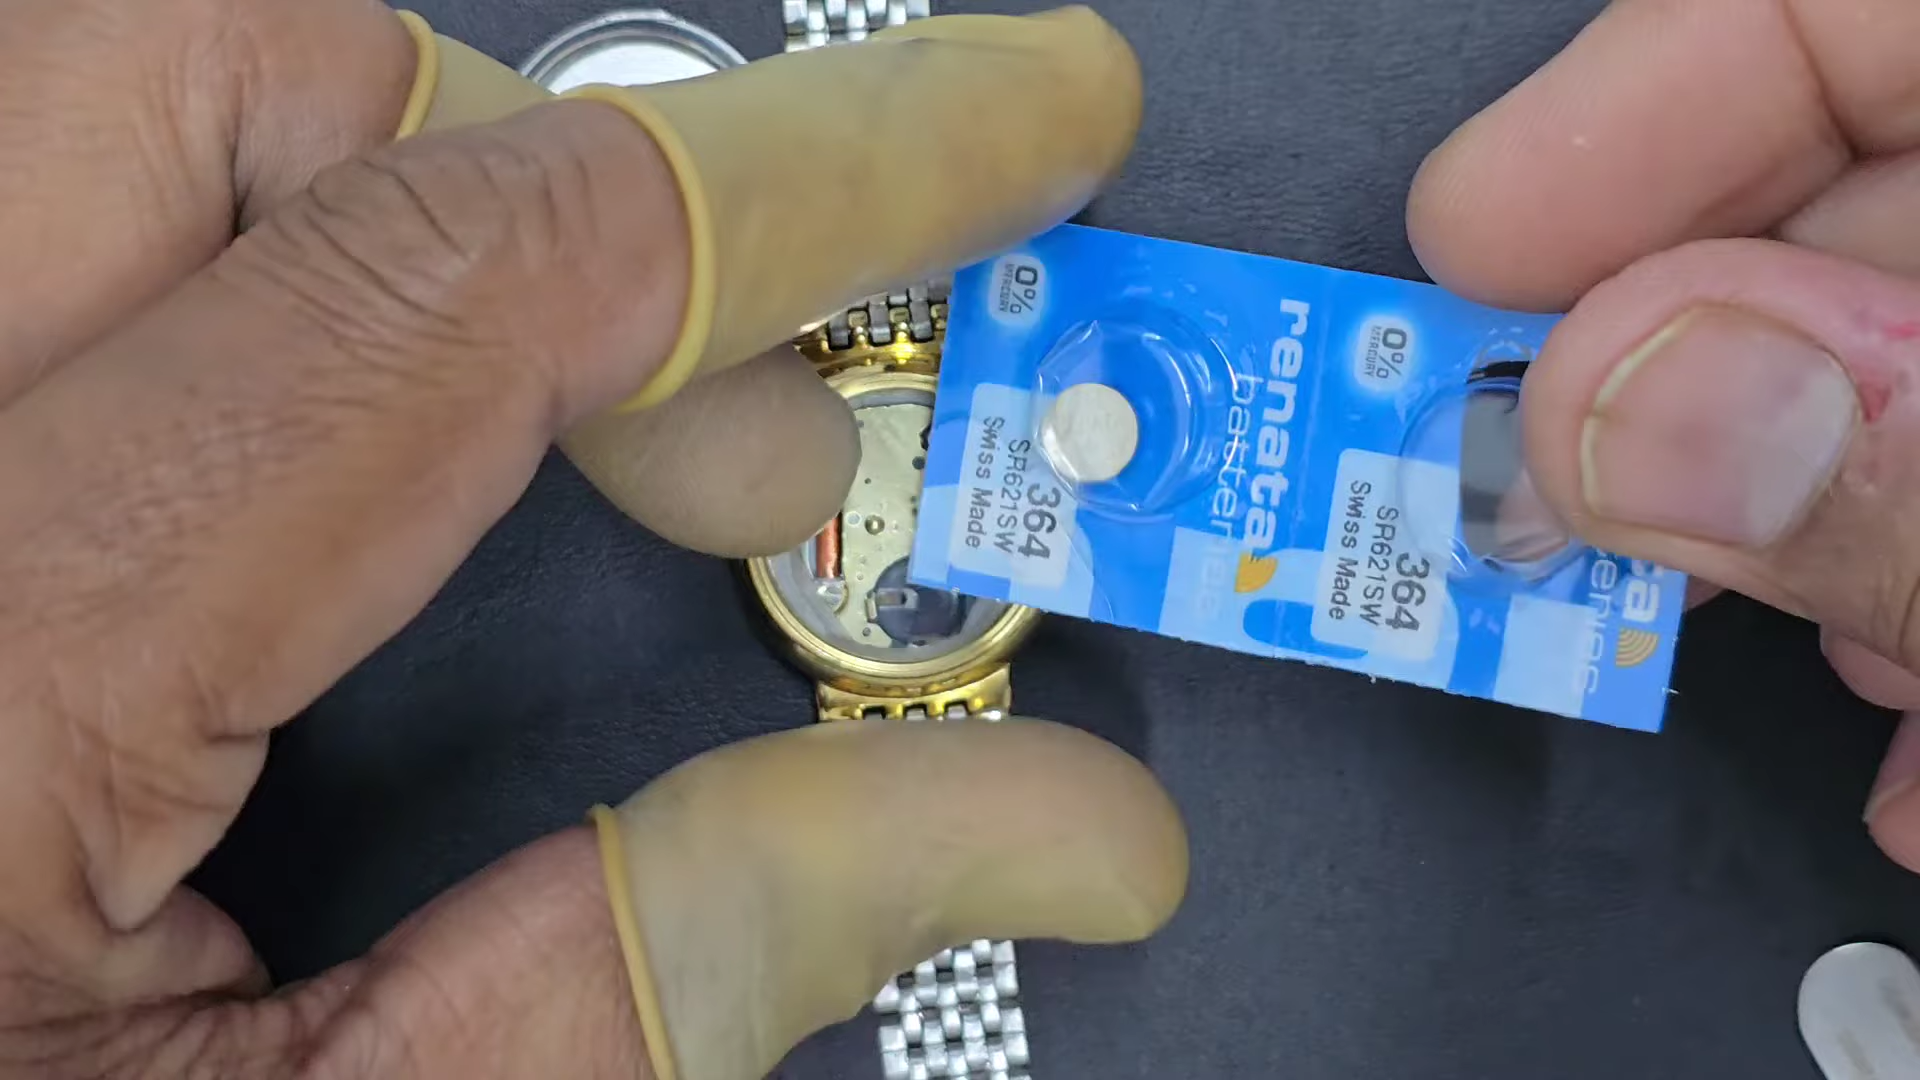 0%
MERCURY
renata
batteries
364
SR621SW
Swiss Made
0%
MERCURY
364
SR621SW
Swiss Made